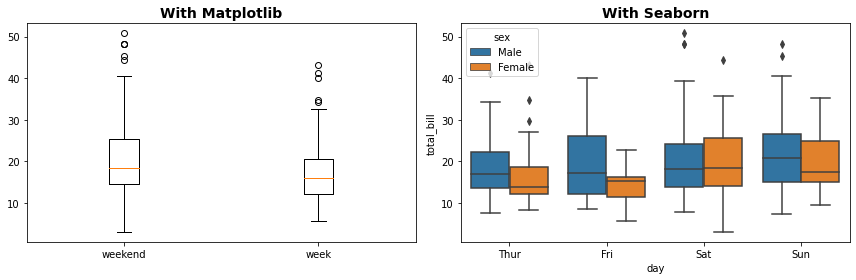 With Matplotlib
50
40
30
20
10
weekend week
With Seaborn
50
40
30
20
10
total_bill
sex
Male
Female
Thur Fri Sat Sun
day